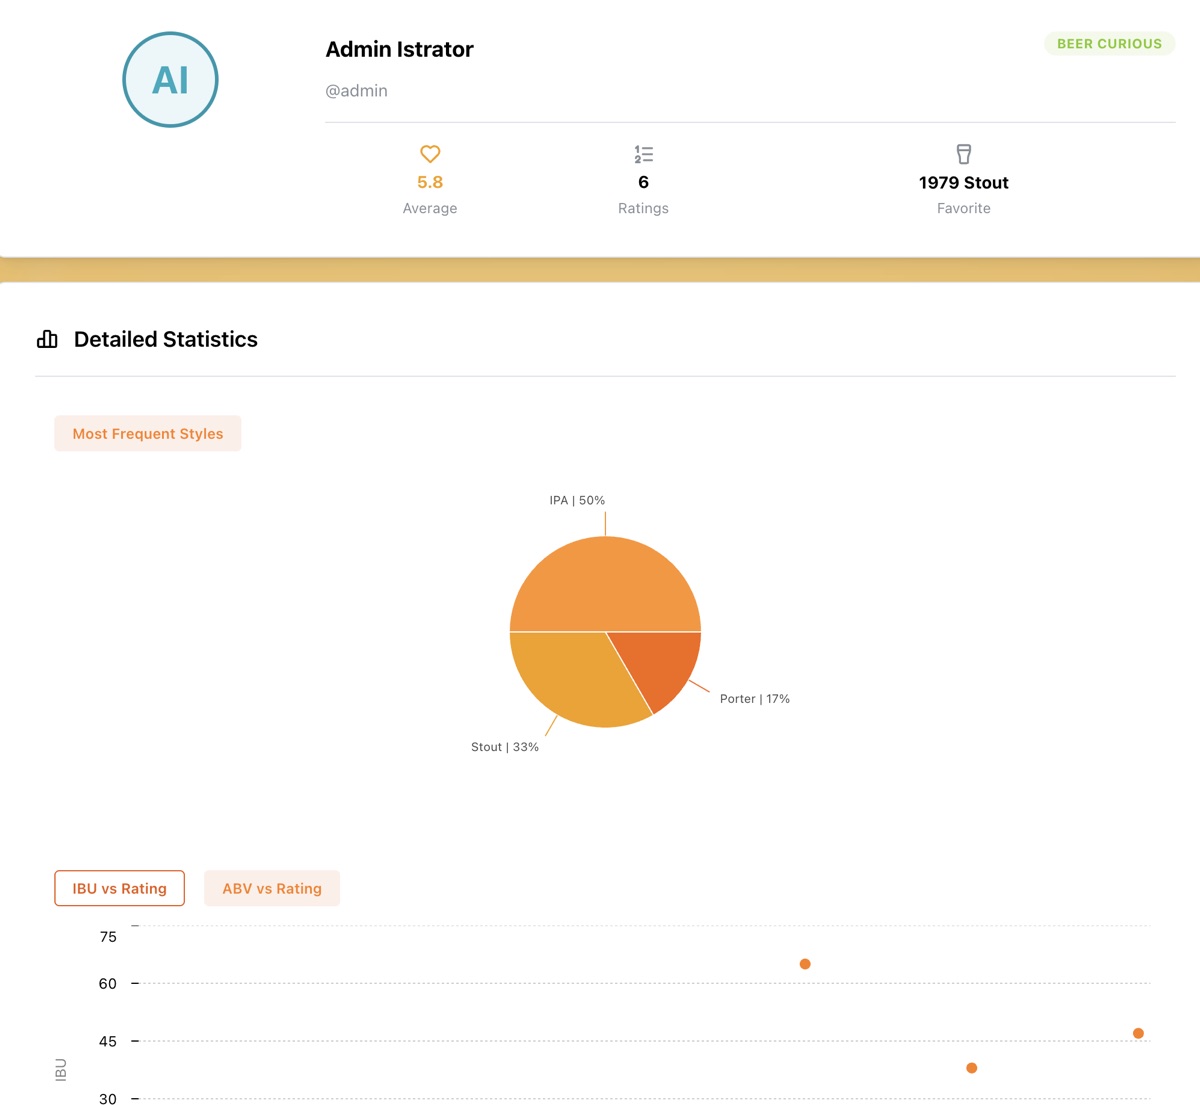 AI
Admin Istrator
BEER CURIOUS
@admin
5.8
Average
6
Ratings
1979 Stout
Favorite
Detailed Statistics
Most Frequent Styles
IPA | 50%
Porter | 17%
Stout | 33%
IBU vs Rating
ABV vs Rating
75
60
45
30
IBU